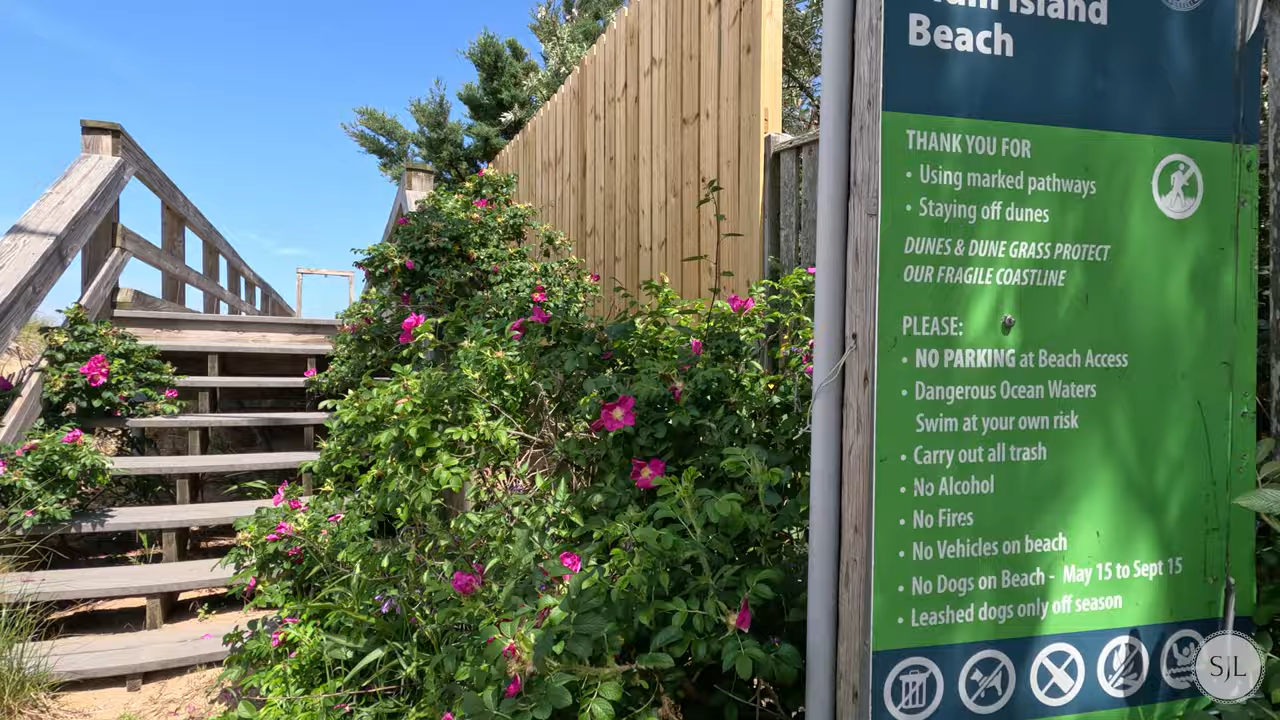 Island
Beach
THANK YOU FOR
• Using marked pathways
• Staying off dunes
DUNES & DUNE GRASS PROTECT
OUR FRAGILE COASTLINE
PLEASE:
• NO PARKING at Beach Access
• Dangerous Ocean Waters
Swim at your own risk
• Carry out all trash
• No Alcohol
• No Fires
• No Vehicles on beach
• No Dogs on Beach - May 15 to Sept 15
• Leashed dogs only off season
SJL